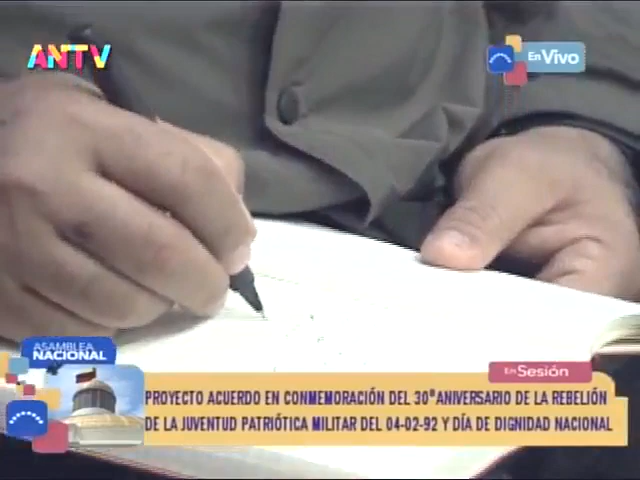 ANTV
En Vivo
ASAMBLEA
NACIONAL
En Sesión
PROYECTO ACUERDO EN CONMEMORACIÓN DEL 30°ANIVERSARIO DE LA REBELIÓN
DE LA JUVENTUD PATRIÓTICA MILITAR DEL 04-02-92 Y DÍA DE DIGNIDAD NACIONAL